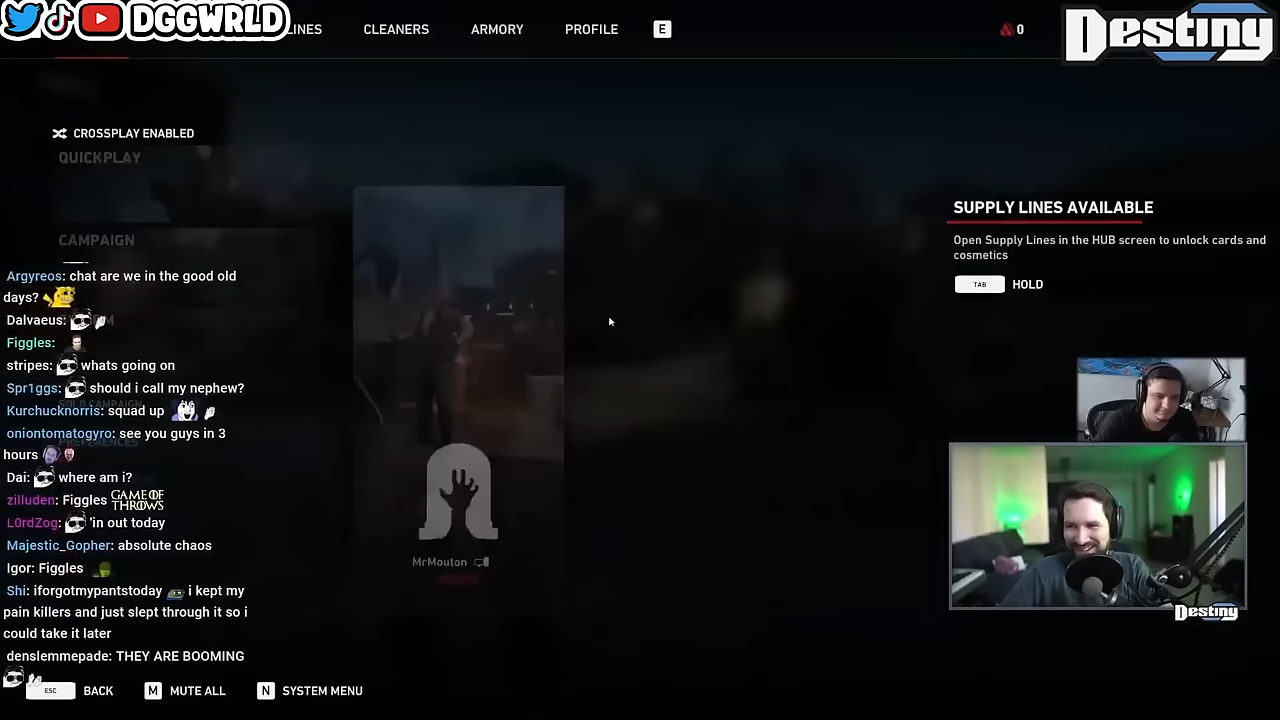 DGGWRLD
LINES
CLEANERS
ARMORY
PROFILE
E
0
Destiny
CROSSPLAY ENABLED
QUICKPLAY
CAMPAIGN
SUPPLY LINES AVAILABLE
Open Supply Lines in the HUB screen to unlock cards and
cosmetics
TAB HOLD
Argyreos: chat are we in the good old
days?
Dalvaeus:
Figgles:
stripes: whats going on
Spr1ggs: should i call my nephew?
Kurchucknorris: squad up
oniontomatogyro: see you guys in 3
hours
Dai: where am i?
zilluden: Figgles GAME OF
THROWS
L0rdZog: 'in out today
Majestic_Gopher: absolute chaos
Igor: Figgles
Shi: iforgotmypantstoday i kept my
pain killers and just slept through it so i
could take it later
denslemmepade: THEY ARE BOOMING
PREFERENCES
MrMouton
Destiny
ESC BACK
M MUTE ALL
N SYSTEM MENU